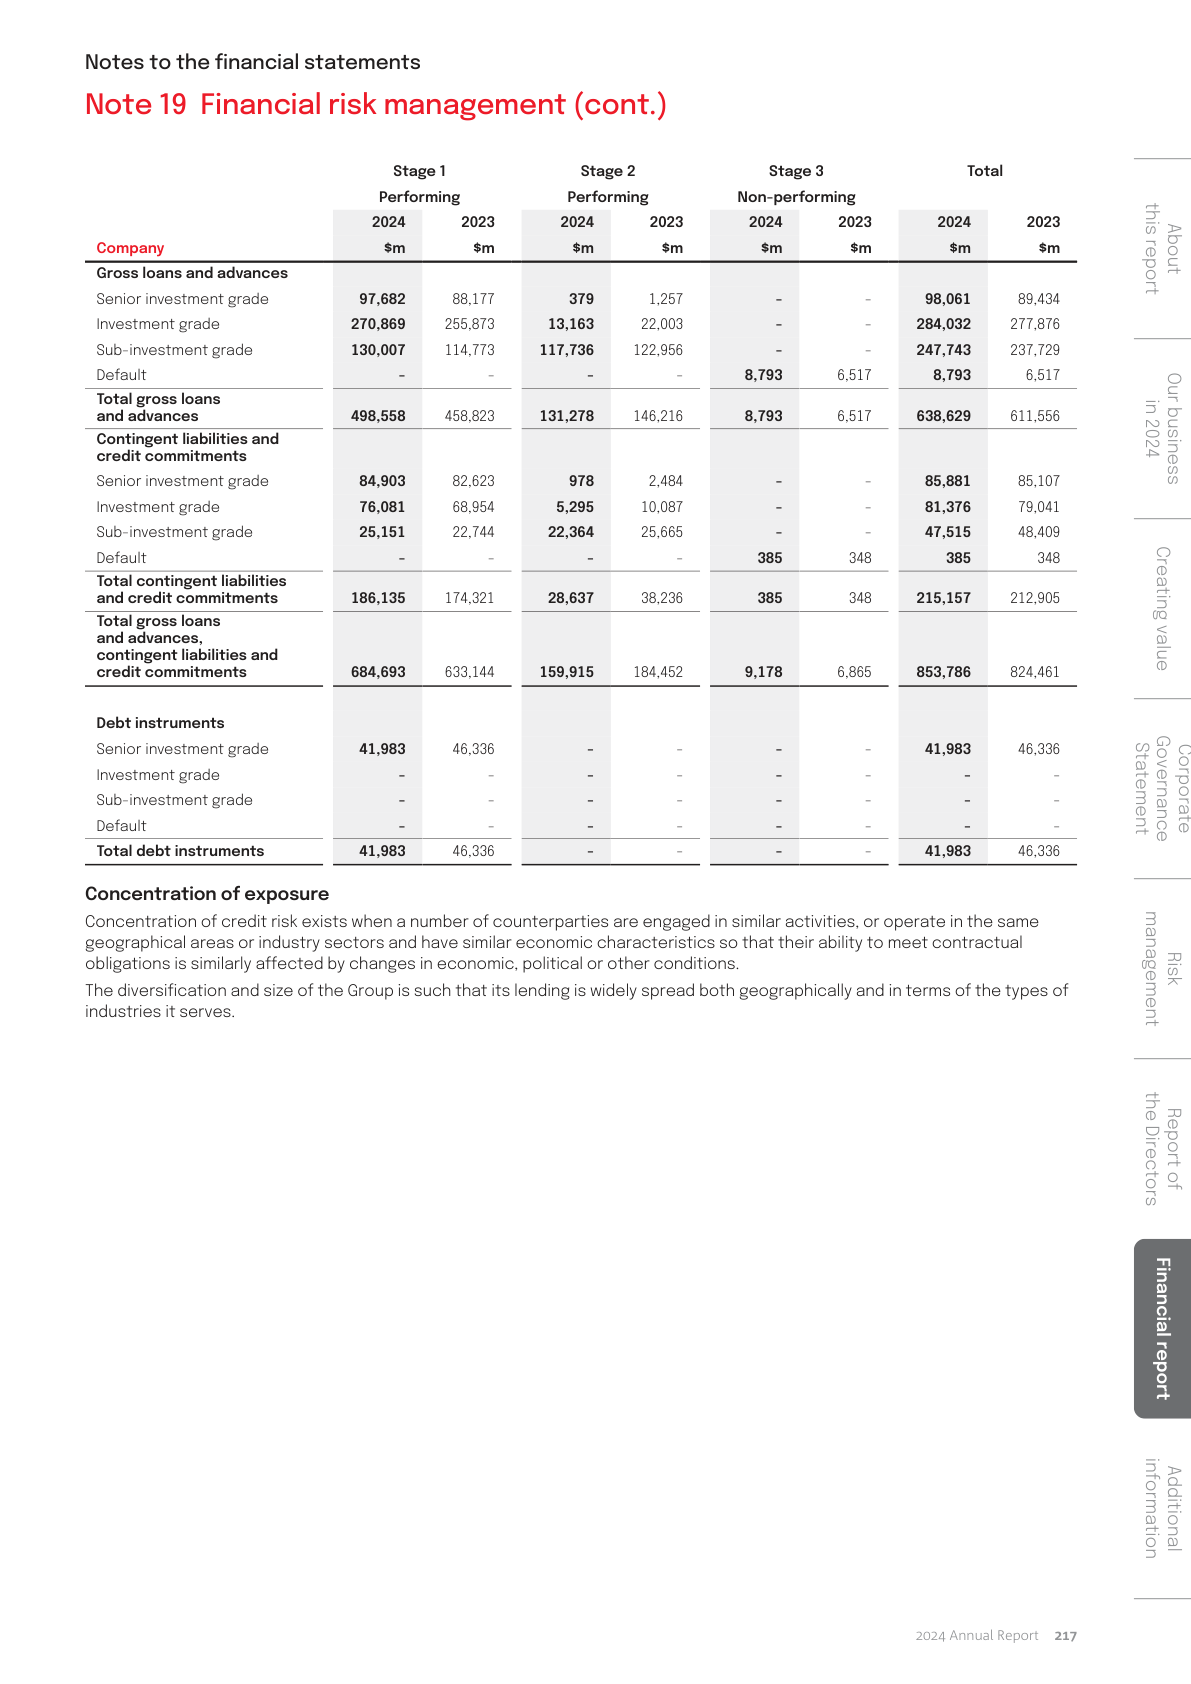 Notes to the financial statements
Note 19 Financial risk management (cont.)
Stage 1 Stage 2 Stage 3 Total
Performing Performing Non-performing
2024 2023 2024 2023 2024 2023 2024 2023
Company $m $m $m $m $m $m $m $m
Gross loans and advances
Senior investment grade 97,682 88,177 379 1,257 – – 98,061 89,434
Investment grade 270,869 255,873 13,163 22,003 – – 284,032 277,876
Sub-investment grade 130,007 114,773 117,736 122,956 – – 247,743 237,729
Default – – – – 8,793 6,517 8,793 6,517
Total gross loans
and advances 498,558 458,823 131,278 146,216 8,793 6,517 638,629 611,556
Contingent liabilities and
credit commitments
Senior investment grade 84,903 82,623 978 2,484 – – 85,881 85,107
Investment grade 76,081 68,954 5,295 10,087 – – 81,376 79,041
Sub-investment grade 25,151 22,744 22,364 25,665 – – 47,515 48,409
Default – – – – 385 348 385 348
Total contingent liabilities
and credit commitments 186,135 174,321 28,637 38,236 385 348 215,157 212,905
Total gross loans
and advances,
contingent liabilities and
credit commitments 684,693 633,144 159,915 184,452 9,178 6,865 853,786 824,461
Debt instruments
Senior investment grade 41,983 46,336 – – – – 41,983 46,336
Investment grade – – – – – – – –
Sub-investment grade – – – – – – – –
Default – – – – – – – –
Total debt instruments 41,983 46,336 – – – – 41,983 46,336
Concentration of exposure
Concentration of credit risk exists when a number of counterparties are engaged in similar activities, or operate in the same
geographical areas or industry sectors and have similar economic characteristics so that their ability to meet contractual
obligations is similarly affected by changes in economic, political or other conditions.
The diversification and size of the Group is such that its lending is widely spread both geographically and in terms of the types of
industries it serves.
About
this report
Our business
in 2024
Creating value
Corporate
Governance
Statement
Risk
management
Report of
the Directors
Financial report
Additional
information
2024 Annual Report 217